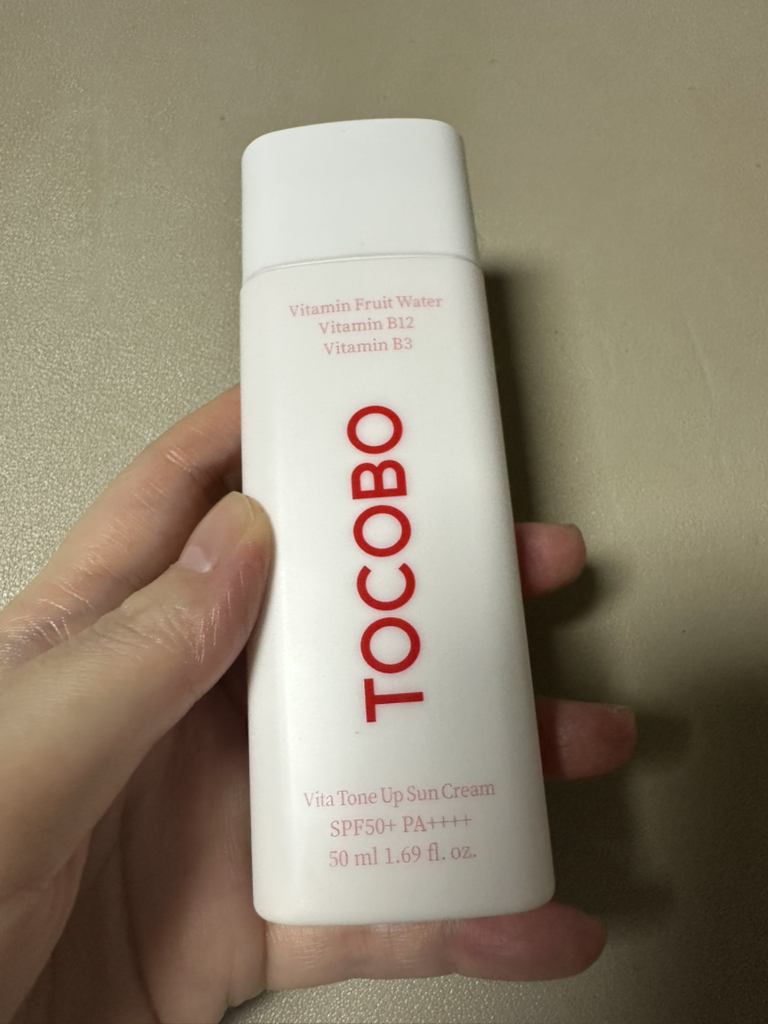 Vitamin Fruit Water
Vitamin B12
Vitamin B3
TOCOBO
Vita Tone Up Sun Cream
SPF50+ PA++++
50 ml 1.69 fl. oz.